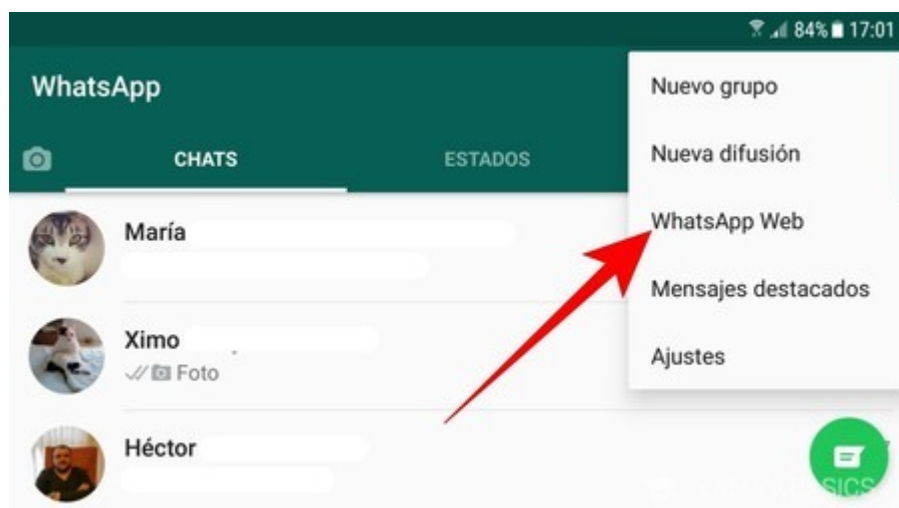 84% 17:01
WhatsApp
Nuevo grupo
Nueva difusión
WhatsApp Web
Mensajes destacados
Ajustes
CHATS
ESTADOS
María
Ximo
Foto
Héctor